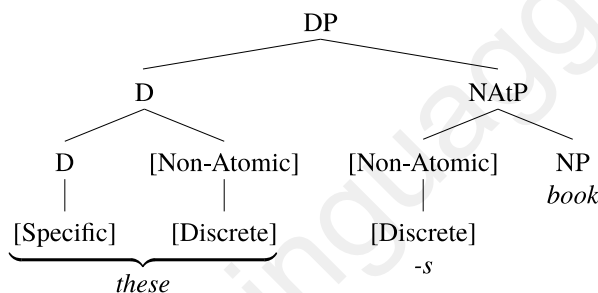 DP
D NAtP
D [Non-Atomic] [Non-Atomic] NP
book
[Specific] [Discrete] [Discrete]
-s
these